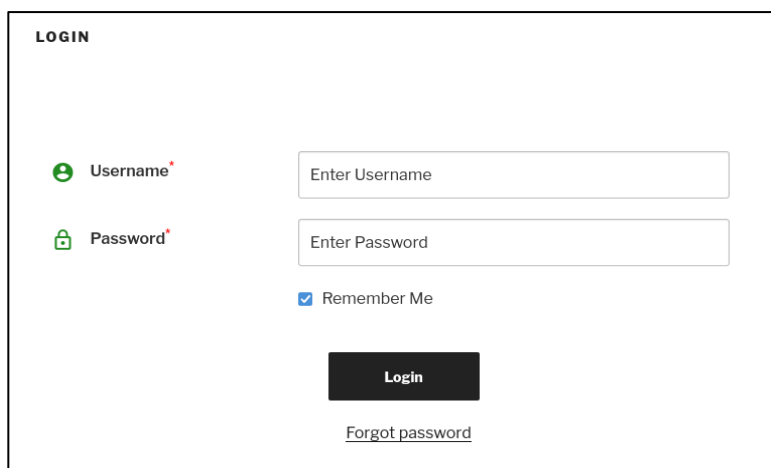 LOGIN
Username* Enter Username
Password* Enter Password
Remember Me
Login
Forgot password